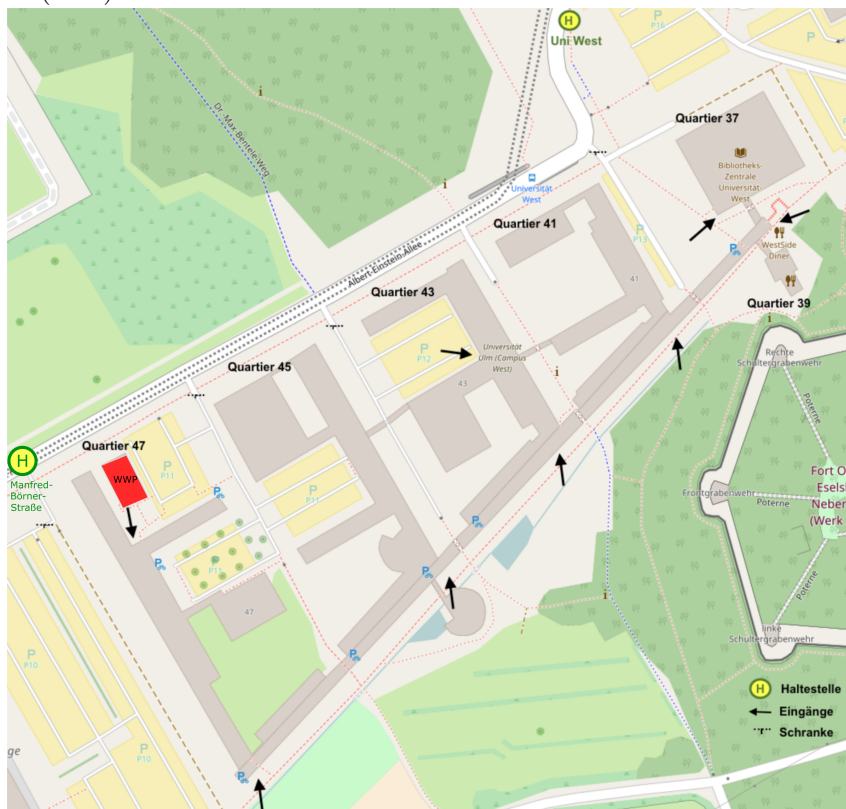 H
Uni West
P16
P
Quartier 37
Dr.-Max-Bentele-Weg
i
i
Bibliotheks-
Zentrale
Universität-
West
Universität
West
Quartier 41
P
P13
WestSide
Diner
Albert-Einstein-Allee
41
Quartier 43
Quartier 39
P
P12
Universität
Ulm (Campus
West)
i
i
Rechte
Schultergrabenwehr
Poterne
43
Quartier 45
Quartier 47
H
Manfred-
Börner-
Straße
WWP
P
P11
P
P11
Frontgrabenwehr
Poterne
Fort O
Eselsl
Neber
(Werk
P
P11
47
Poterne
i
linke
Schultergrabenwehr
P
P10
P
P10
H Haltestelle
Eingänge
Schranke
ge